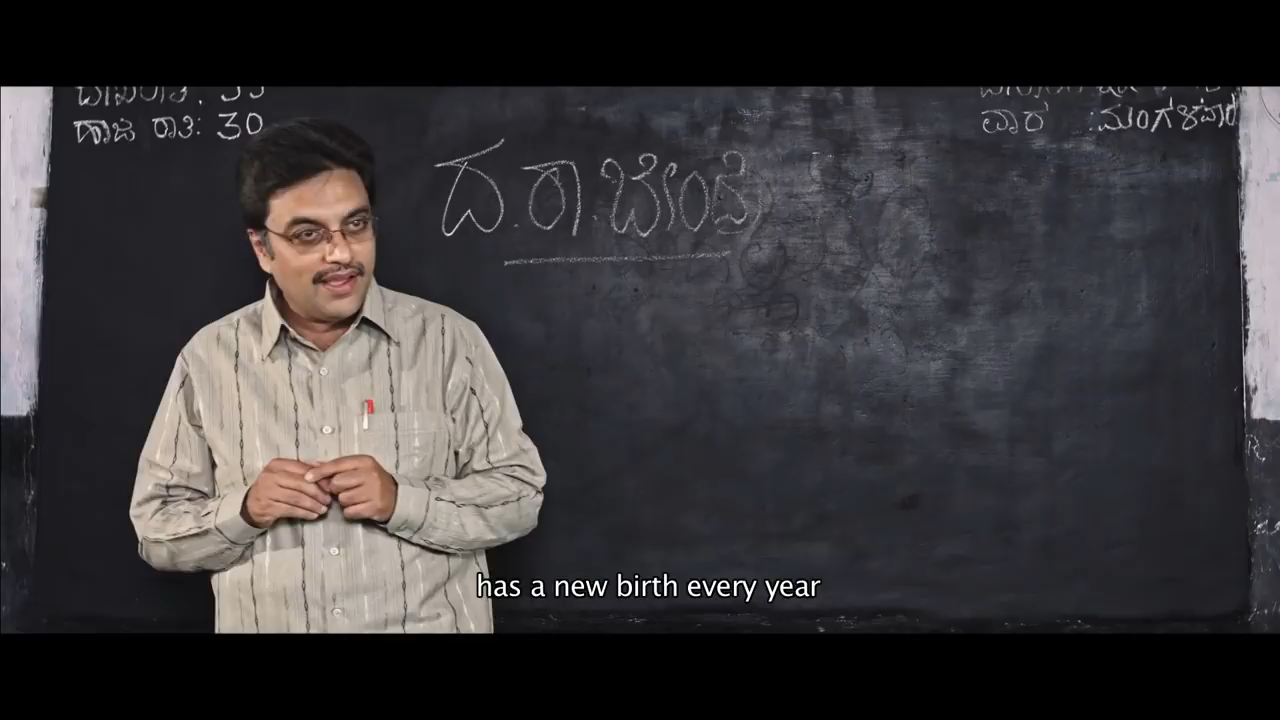 ಹಾಜರಾತಿ: 30
ವಾರ : ಮಂಗಳವಾರ
ದ.ರಾ.ಬೇಂದ್ರೆ
has a new birth every year